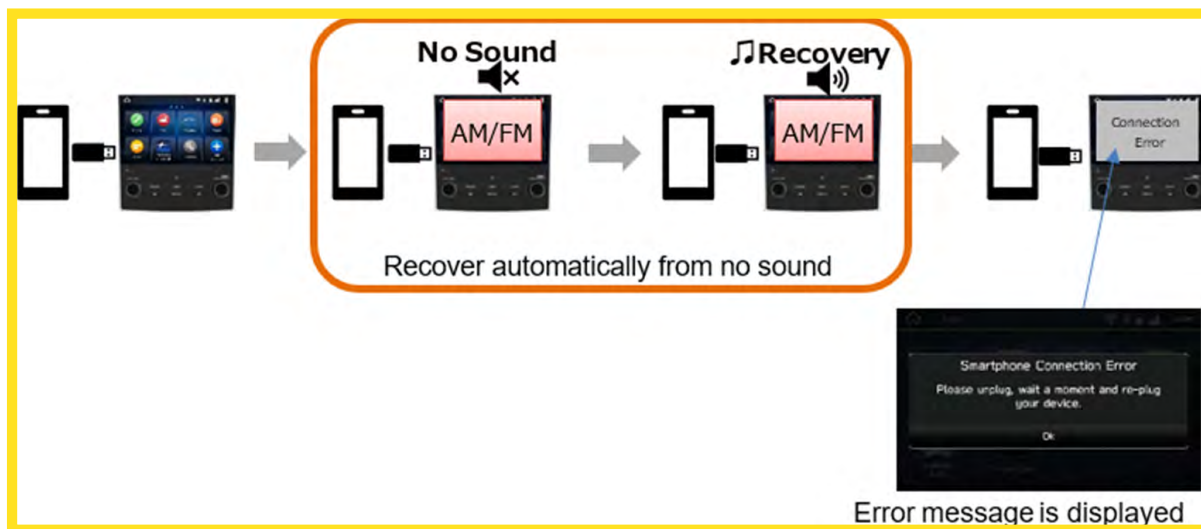 No Sound
♫Recovery
AM/FM
AM/FM
Connection
Error
Recover automatically from no sound
Smartphone Connection Error
Please unplug, wait a moment and re-plug
your device.
Ok
Error message is displayed